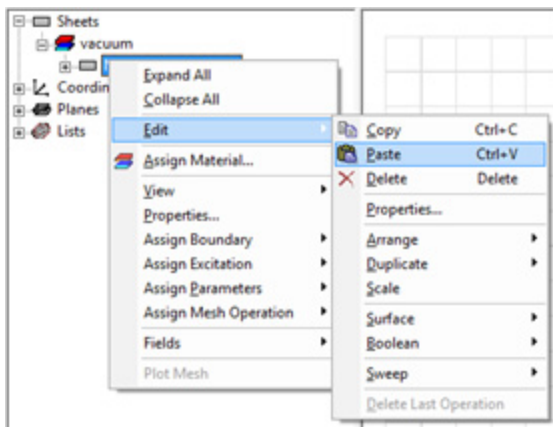 Sheets
vacuum
Coordin
Planes
Lists
Expand All
Collapse All
Edit
Assign Material...
View
Properties...
Assign Boundary
Assign Excitation
Assign Parameters
Assign Mesh Operation
Fields
Plot Mesh
Copy Ctrl+C
Paste Ctrl+V
Delete Delete
Properties...
Arrange
Duplicate
Scale
Surface
Boolean
Sweep
Delete Last Operation